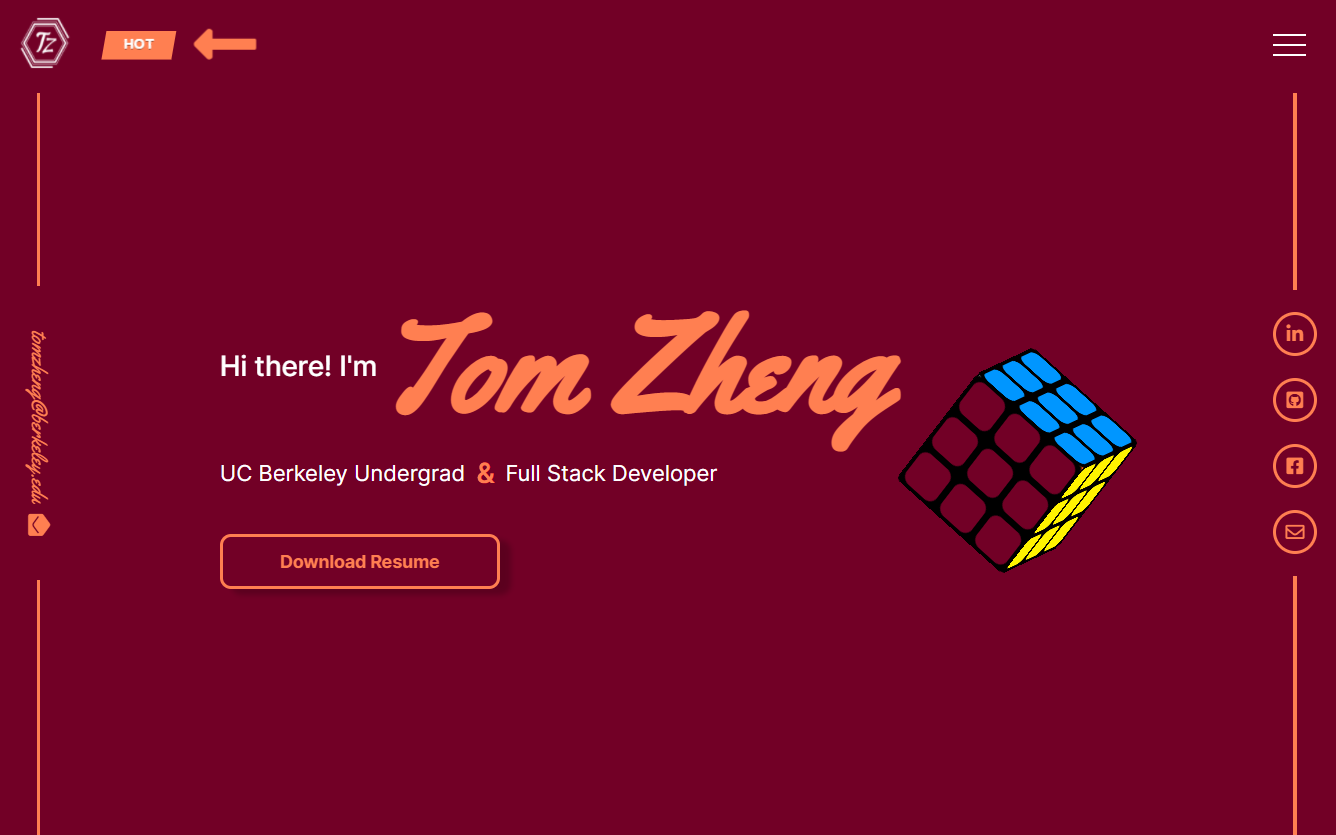 TZ
HOT
Hi there! I'm Tom Zheng
UC Berkeley Undergrad & Full Stack Developer
Download Resume
tomzheng@berkeley.edu
in